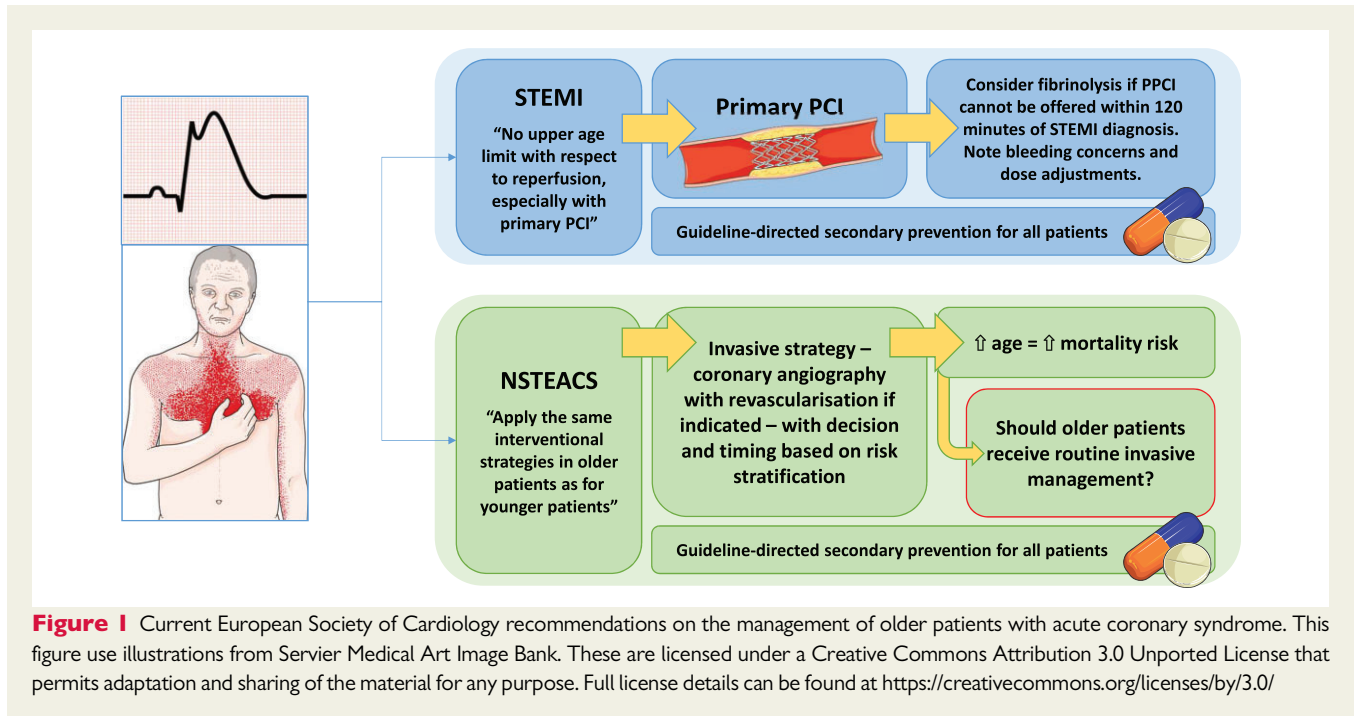 STEMI
“No upper age
limit with respect
to reperfusion,
especially with
primary PCI”
Primary PCI
Consider fibrinolysis if PPCI
cannot be offered within 120
minutes of STEMI diagnosis.
Note bleeding concerns and
dose adjustments.
Guideline-directed secondary prevention for all patients
NSTEACS
“Apply the same
interventional
strategies in older
patients as for
younger patients”
Invasive strategy –
coronary angiography
with revascularisation if
indicated – with decision
and timing based on risk
stratification
⇧ age = ⇧ mortality risk
Should older patients
receive routine invasive
management?
Guideline-directed secondary prevention for all patients
Figure 1 Current European Society of Cardiology recommendations on the management of older patients with acute coronary syndrome. This
figure use illustrations from Servier Medical Art Image Bank. These are licensed under a Creative Commons Attribution 3.0 Unported License that
permits adaptation and sharing of the material for any purpose. Full license details can be found at https://creativecommons.org/licenses/by/3.0/